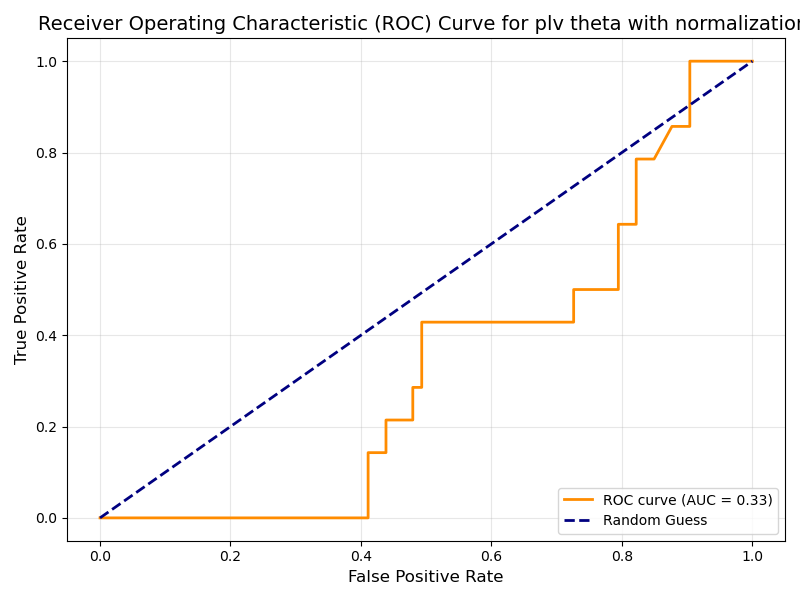 Receiver Operating Characteristic (ROC) Curve for plv theta with normalization
1.0
0.8
0.6
0.4
0.2
0.0
True Positive Rate
0.0 0.2 0.4 0.6 0.8 1.0
False Positive Rate
ROC curve (AUC = 0.33)
Random Guess